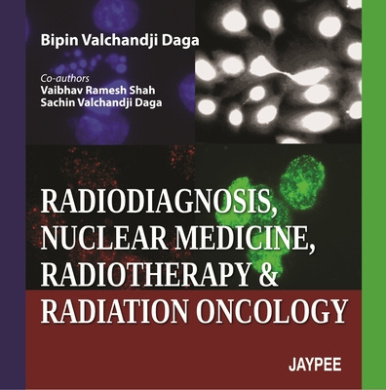 Bipin Valchandji Daga
Co-authors
Vaibhav Ramesh Shah
Sachin Valchandji Daga
RADIODIAGNOSIS,
NUCLEAR MEDICINE,
RADIOTHERAPY &
RADIATION ONCOLOGY
JAYPEE